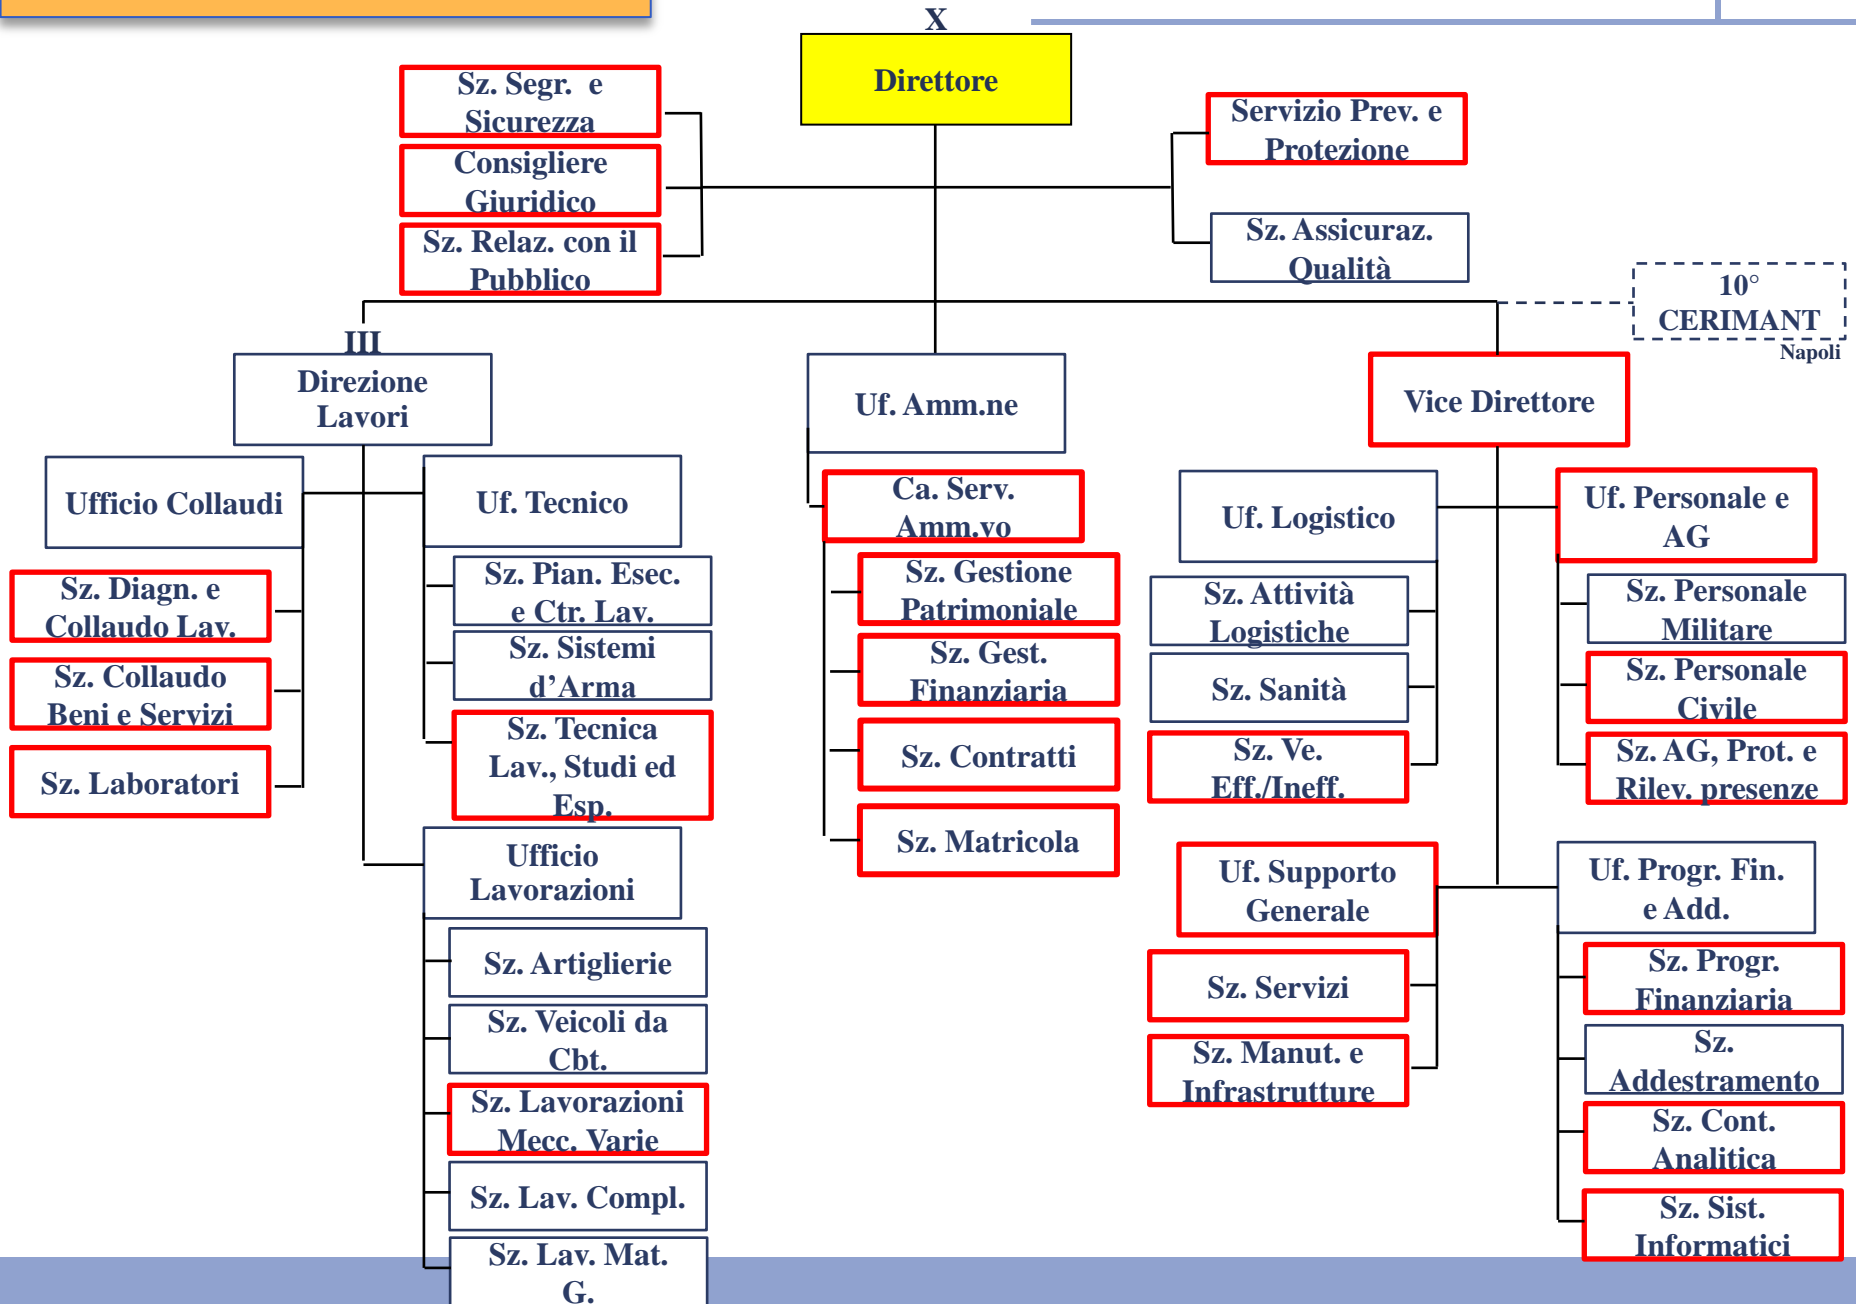 X
Direttore
Sz. Segr. e
Sicurezza
Consigliere
Giuridico
Sz. Relaz. con il
Pubblico
Servizio Prev. e
Protezione
Sz. Assicuraz.
Qualità
10°
CERIMANT
Napoli
III
Direzione
Lavori
Uf. Amm.ne
Vice Direttore
Ufficio Collaudi
Sz. Diagn. e
Collaudo Lav.
Sz. Collaudo
Beni e Servizi
Sz. Laboratori
Uf. Tecnico
Sz. Pian. Esec.
e Ctr. Lav.
Sz. Sistemi
d’Arma
Sz. Tecnica
Lav., Studi ed
Esp.
Ufficio
Lavorazioni
Sz. Artiglierie
Sz. Veicoli da
Cbt.
Sz. Lavorazioni
Mecc. Varie
Sz. Lav. Compl.
Sz. Lav. Mat.
G.
Ca. Serv.
Amm.vo
Sz. Gestione
Patrimoniale
Sz. Gest.
Finanziaria
Sz. Contratti
Sz. Matricola
Uf. Logistico
Sz. Attività
Logistiche
Sz. Sanità
Sz. Ve.
Eff./Ineff.
Uf. Personale e
AG
Sz. Personale
Militare
Sz. Personale
Civile
Sz. AG, Prot. e
Rilev. presenze
Uf. Supporto
Generale
Sz. Servizi
Sz. Manut. e
Infrastrutture
Uf. Progr. Fin.
e Add.
Sz. Progr.
Finanziaria
Sz.
Addestramento
Sz. Cont.
Analitica
Sz. Sist.
Informatici